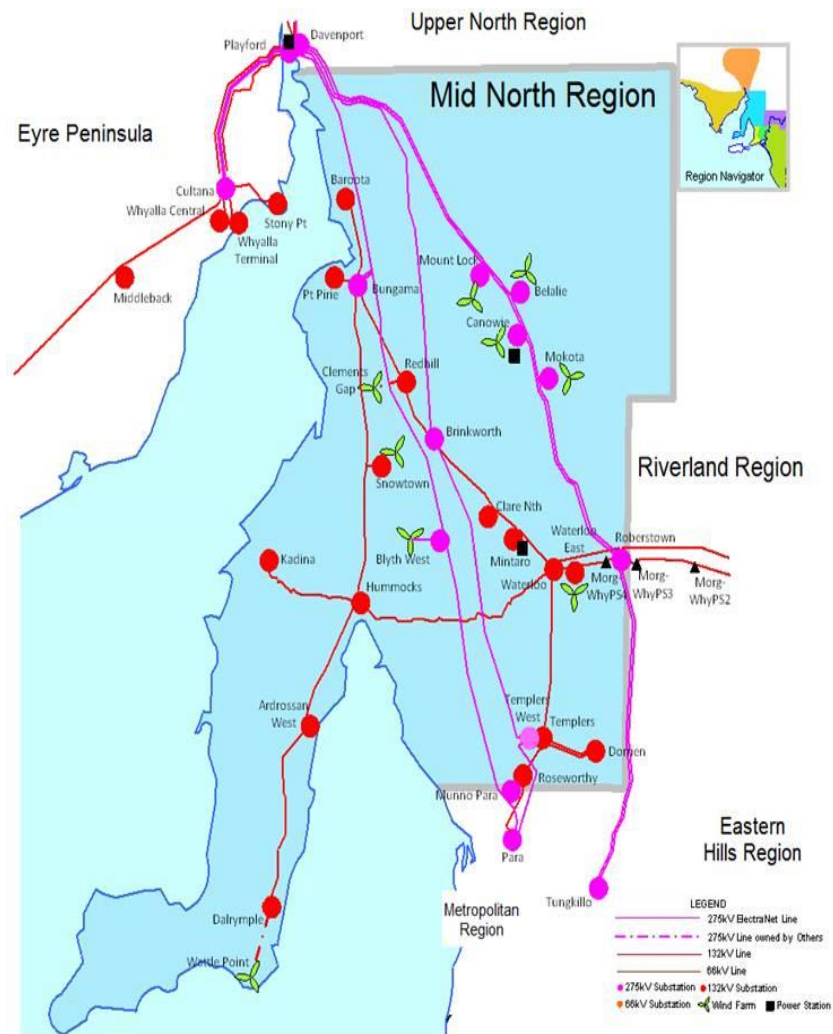 Upper North Region
Playford
Davenport
Mid North Region
Eyre Peninsula
Region Navigator
Baroota
Cultana
Whyalla Central
Stony Pt
Whyalla
Terminal
Mount Lock
Belalie
Middleback
Pt Pirie
Bungama
Canowie
Mokota
Redhill
Clements
Gap
Brinkworth
Riverland Region
Snowtown
Clare Nth
Waterloo
East
Roberstown
Blyth West
Mintaro
Kadina
Waterloo
Morg-
WhyPS4
Morg-
WhyPS3
Morg-
WhyPS2
Hummocks
Ardrossan
West
Templers
West
Templers
Dorrien
Roseworthy
Munno Para
Para
Eastern
Hills Region
Tungkillo
Metropolitan
Region
Dalrymple
Wattle Point
LEGEND
275kV ElectraNet Line
275kV Line owned by Others
132kV Line
66kV Line
275kV Substation
132kV Substation
66kV Substation
Wind Farm
Power Station